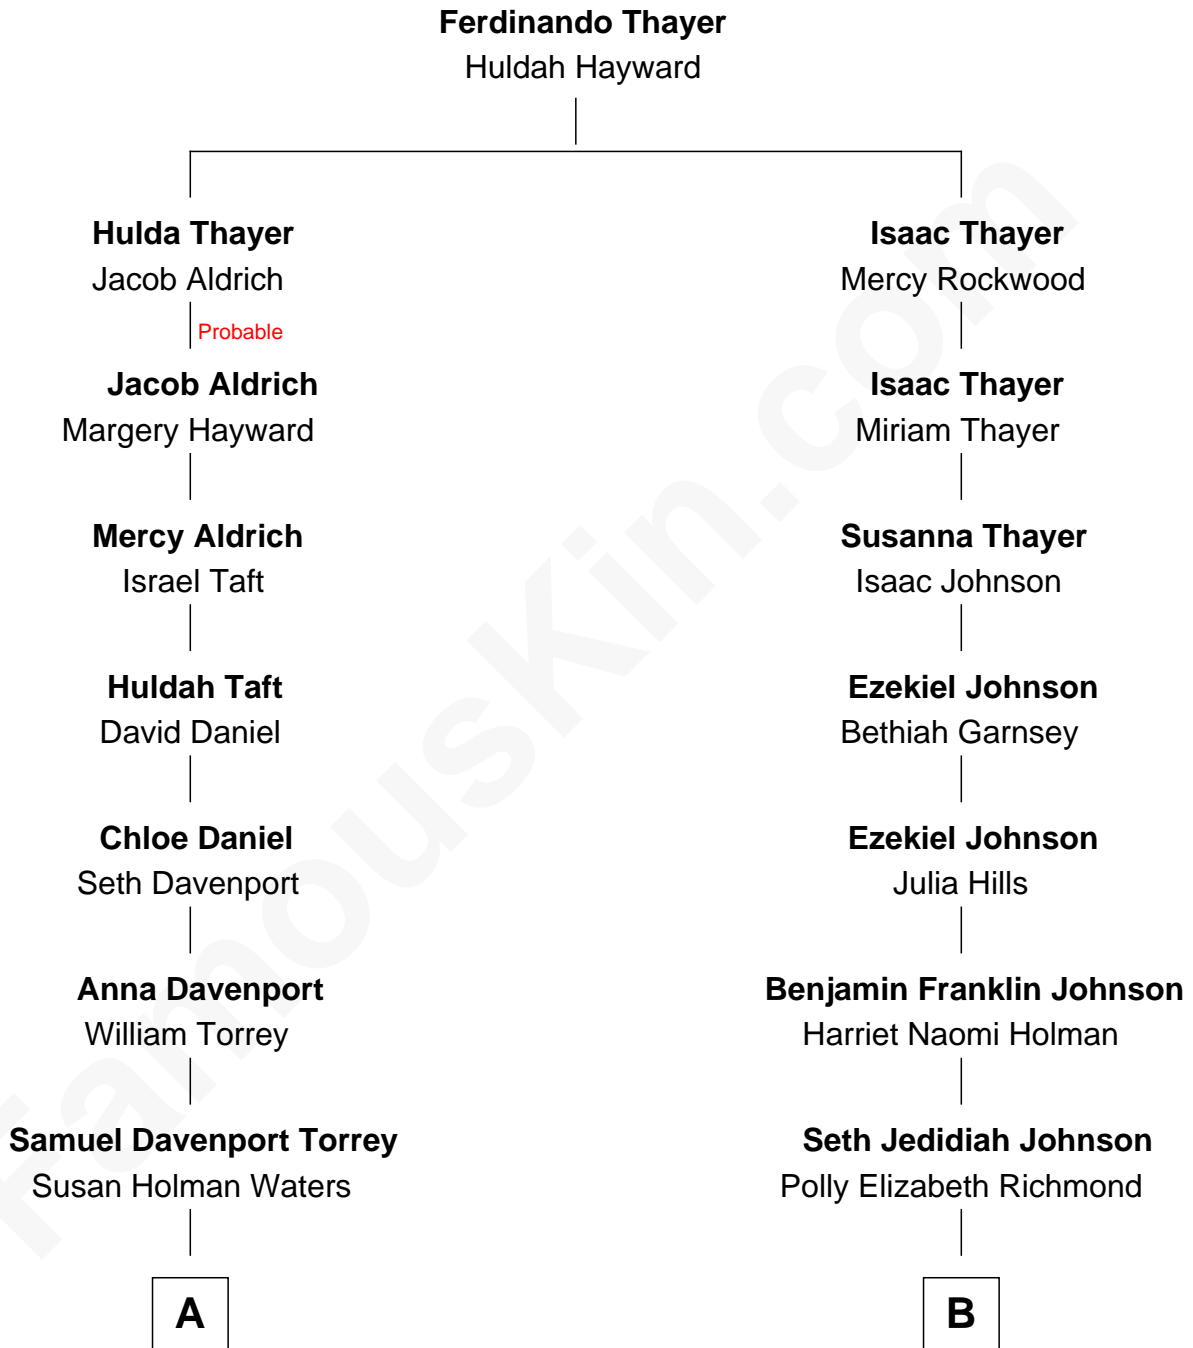 Ferdinando Thayer
Huldah Hayward
Hulda Thayer
Jacob Aldrich
Probable
Jacob Aldrich
Margery Hayward
Mercy Aldrich
Israel Taft
Huldah Taft
David Daniel
Chloe Daniel
Seth Davenport
Anna Davenport
William Torrey
Samuel Davenport Torrey
Susan Holman Waters
A
Isaac Thayer
Mercy Rockwood
Isaac Thayer
Miriam Thayer
Susanna Thayer
Isaac Johnson
Ezekiel Johnson
Bethiah Garnsey
Ezekiel Johnson
Julia Hills
Benjamin Franklin Johnson
Harriet Naomi Holman
Seth Jedidiah Johnson
Polly Elizabeth Richmond
B
FamousKin.com